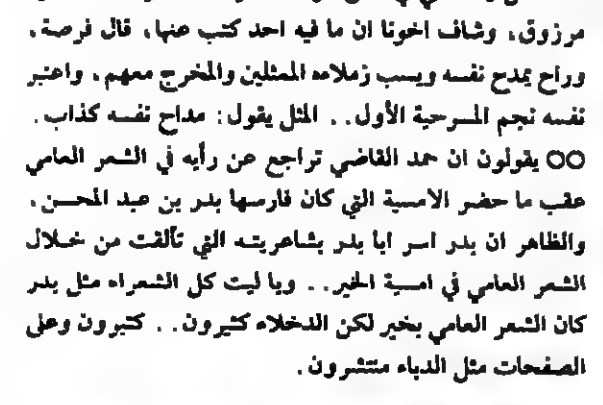 مرزوق، وشاف اخونا ان ما فيه احد كتب عنها، قال فرصة،
وراح يمدح نفسه ويسب زملاءه الممثلين والمخرج معهم، واعتبر
نفسه نجم المسرحية الأول.. المثل يقول: مداح نفسه كذاب.
○○ يقولون ان حمد القاضي تراجع عن رأيه في الشعر العامي
عقب ما حضر الامسية التي كان فارسها بدر بن عبد المحسن،
والظاهر ان بدر اسر ابا بدر بشاعريته التي تألقت من خلال
الشعر العامي في امسية الخير.. ويا ليت كل الشعراء مثل بدر
كان الشعر العامي بخير لكن الدخلاء كثيرون.. كثيرون وعلى
الصفحات مثل الدباء منتشرون.